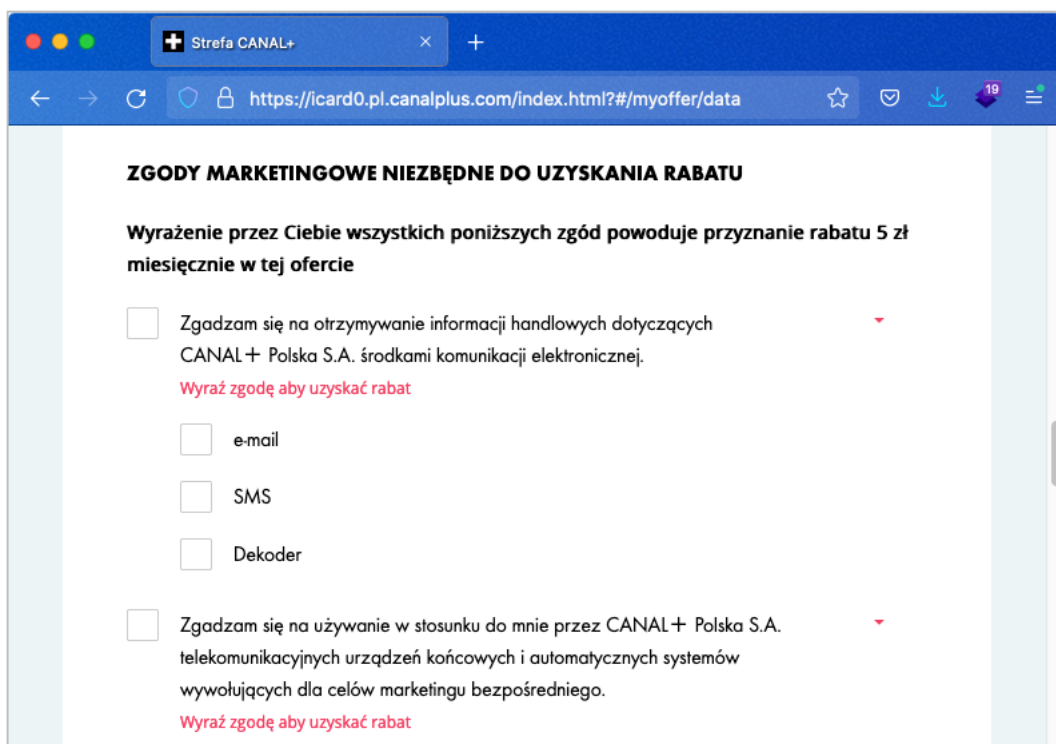 Strefa CANAL+
https://icard0.pl.canalplus.com/index.html?#/myoffer/data
19
ZGODY MARKETINGOWE NIEZBĘDNE DO UZYSKANIA RABATU
Wyrażenie przez Ciebie wszystkich poniższych zgód powoduje przyznanie rabatu 5 zł
miesięcznie w tej ofercie
Zgadzam się na otrzymywanie informacji handlowych dotyczących
CANAL+ Polska S.A. środkami komunikacji elektronicznej.
Wyraź zgodę aby uzyskać rabat
e-mail
SMS
Dekoder
Zgadzam się na używanie w stosunku do mnie przez CANAL+ Polska S.A.
telekomunikacyjnych urządzeń końcowych i automatycznych systemów
wywołujących dla celów marketingu bezpośredniego.
Wyraź zgodę aby uzyskać rabat